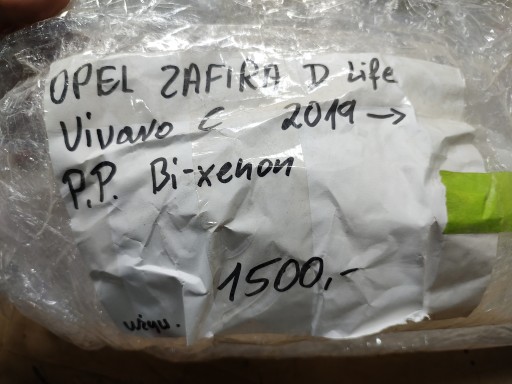 OPEL ZAFIRA D Life
Vivaro C 2019 →
P.P. Bi-xenon
1500,-